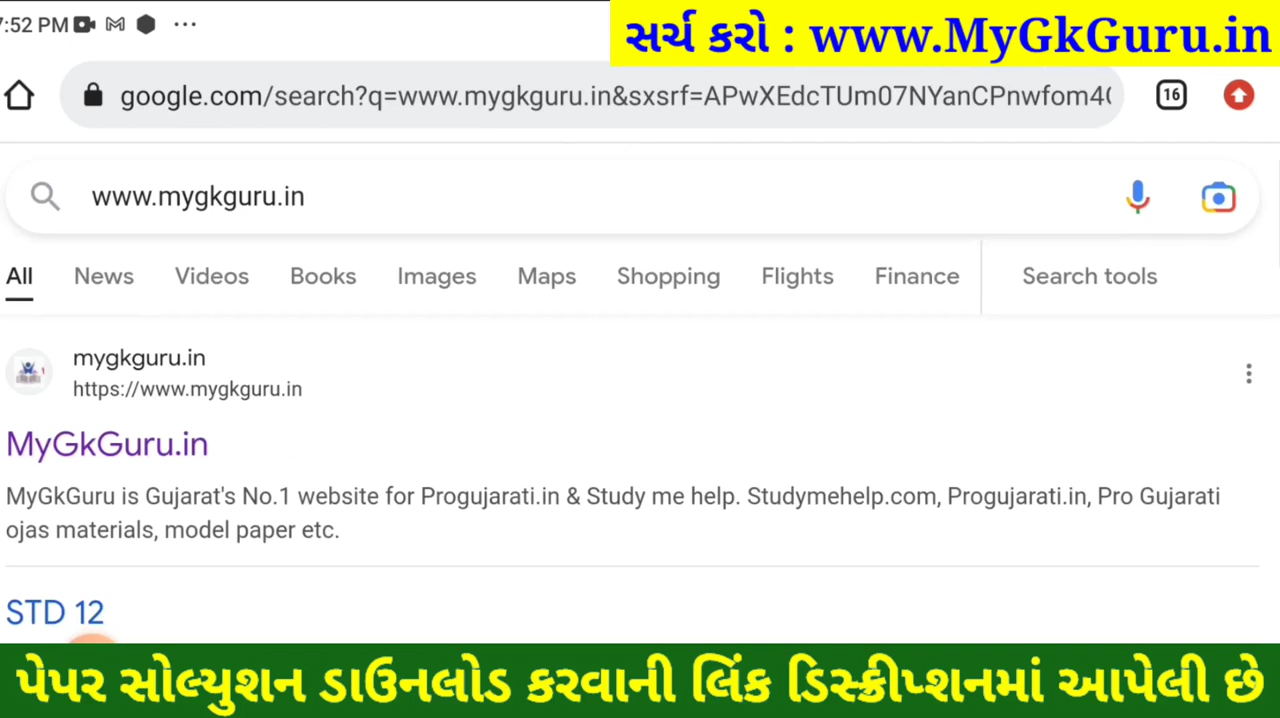 7:52 PM
સર્ચ કરો : www.MyGkGuru.in
google.com/search?q=www.mygkguru.in&sxsrf=APwXEdcTUm07NYanCPnwfom4
16
www.mygkguru.in
All News Videos Books Images Maps Shopping Flights Finance Search tools
mygkguru.in
https://www.mygkguru.in
MyGkGuru.in
MyGkGuru is Gujarat's No.1 website for Progujarati.in & Study me help. Studymehelp.com, Progujarati.in, Pro Gujarati
ojas materials, model paper etc.
STD 12
પેપર સોલ્યુશન ડાઉનલોડ કરવાની લિંક ડિસ્ક્રીપ્શનમાં આપેલી છે